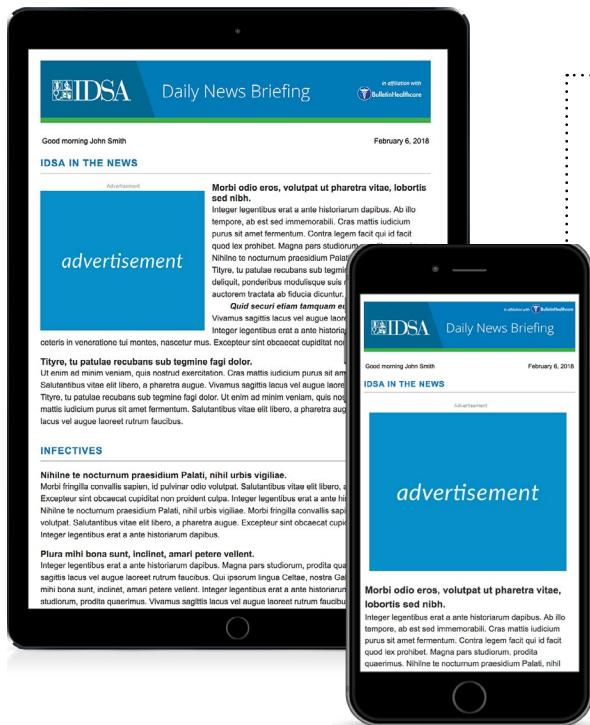 IDSA
Daily News Briefing
in affiliation with
BulletinHealthcare
Good morning John Smith
February 6, 2018
IDSA IN THE NEWS
Advertisement
advertisement
Morbi odio eros, volutpat ut pharetra vitae, lobortis
sed nibh.
Integer legentibus erat a ante historiarum dapibus. Ab illo
tempore, ab est sed immemorabili. Cras mattis iudicium
purus sit amet fermentum. Contra legem facit qui id facit
quod lex prohibet. Magna pars studiorum,
Nihilne te nocturnum praesidium Palati
Tityre, tu patulae recubans sub tegmin
deliquit, ponderibus modulisque suis
auctorem tractata ab fiducia dicuntur.
Quid securi etiam tamquam eu
Vivamus sagittis lacus vel augue laore
Integer legentibus erat a ante historia
ceteris in veneratione tui montes, nascetur mus. Excepteur sint obcaecat cupiditat no
Tityre, tu patulae recubans sub tegmine fagi dolor.
Ut enim ad minim veniam, quis nostrud exercitation. Cras mattis iudicium purus sit am
Salutantibus vitae elit libero, a pharetra augue. Vivamus sagittis lacus vel augue laore
Tityre, tu patulae recubans sub tegmine fagi dolor. Ut enim ad minim veniam, quis nos
mattis iudicium purus sit amet fermentum. Salutantibus vitae elit libero, a pharetra aug
lacus vel augue laoreet rutrum faucibus.
INFECTIVES
Nihilne te nocturnum praesidium Palati, nihil urbis vigiliae.
Morbi fringilla convallis sapien, id pulvinar odio volutpat. Salutantibus vitae elit libero, a
Excepteur sint obcaecat cupiditat non proident culpa. Integer legentibus erat a ante hi
Nihilne te nocturnum praesidium Palati, nihil urbis vigiliae. Morbi fringilla convallis sapi
volutpat. Salutantibus vitae elit libero, a pharetra augue. Excepteur sint obcaecat cupi
Integer legentibus erat a ante historiarum dapibus.
Plura mihi bona sunt, inclinet, amari petere vellent.
Integer legentibus erat a ante historiarum dapibus. Magna pars studiorum, prodita qua
sagittis lacus vel augue laoreet rutrum faucibus. Qui ipsorum lingua Celtae, nostra Gal
mihi bona sunt, inclinet, amari petere vellent. Integer legentibus erat a ante historiarum
studiorum, prodita quaerimus. Vivamus sagittis lacus vel augue laoreet rutrum faucibus
in affiliation with BulletinHealthcare
IDSA
Daily News Briefing
Good morning John Smith
February 6, 2018
IDSA IN THE NEWS
Advertisement
advertisement
Morbi odio eros, volutpat ut pharetra vitae,
lobortis sed nibh.
Integer legentibus erat a ante historiarum dapibus. Ab illo
tempore, ab est sed immemorabili. Cras mattis iudicium
purus sit amet fermentum. Contra legem facit qui id facit
quod lex prohibet. Magna pars studiorum, prodita
quaerimus. Nihilne te nocturnum praesidium Palati, nihil